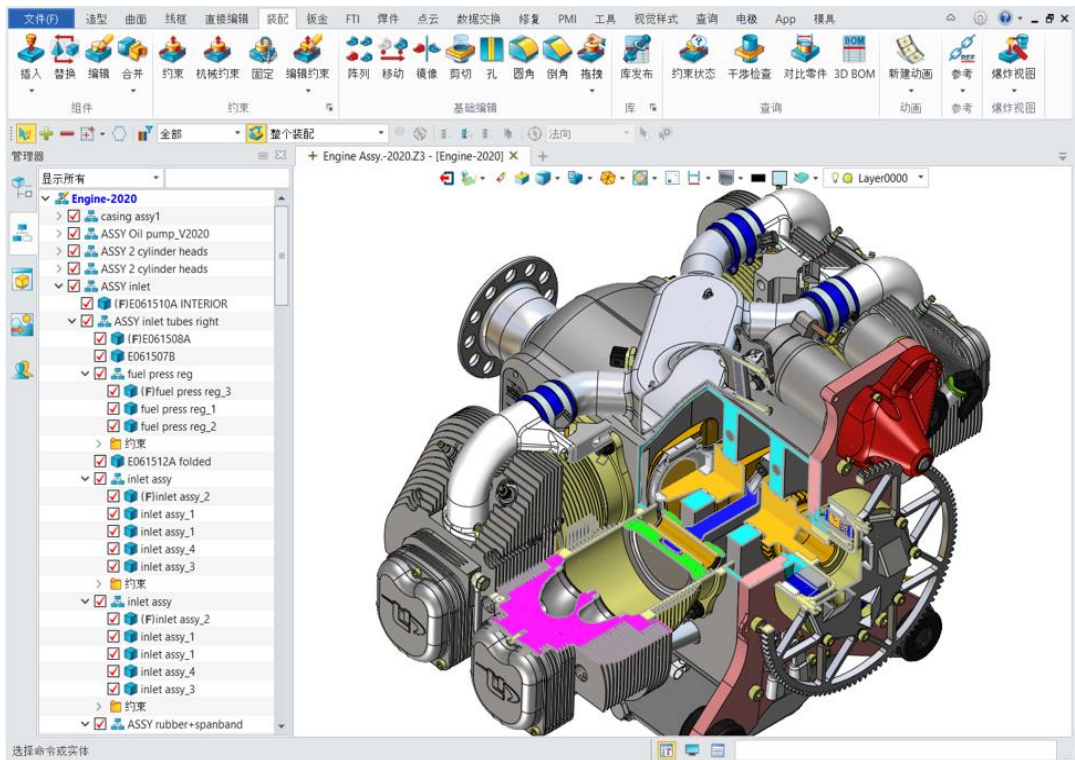 文件(F) 造型 曲面 线框 直接编辑 装配 钣金 FTI 焊件 点云 数据交换 修复 PMI 工具 视觉样式 查询 电极 App 模具
插入 替换 编辑 合并 约束 机械约束 固定 编辑约束 阵列 移动 镜像 剪切 孔 圆角 倒角 拖拽 库发布 约束状态 干涉检查 对比零件 3D BOM 新建动画 参考 爆炸视图
组件 约束 基础编辑 库 查询 动画 参考 爆炸视图
全部 整个装配 法向
管理器
Engine Assy.-2020.Z3 - [Engine-2020]
显示所有
Layer0000
Engine-2020
casing assy1
ASSY Oil pump_V2020
ASSY 2 cylinder heads
ASSY 2 cylinder heads
ASSY inlet
(F)E061510A INTERIOR
ASSY inlet tubes right
(F)E061508A
E061507B
fuel press reg
(F)fuel press reg_3
fuel press reg_1
fuel press reg_2
约束
E061512A folded
inlet assy
(F)inlet assy_2
inlet assy_1
inlet assy_1
inlet assy_4
inlet assy_3
约束
inlet assy
(F)inlet assy_2
inlet assy_1
inlet assy_1
inlet assy_4
inlet assy_3
约束
ASSY rubber+spanband
选择命令或实体